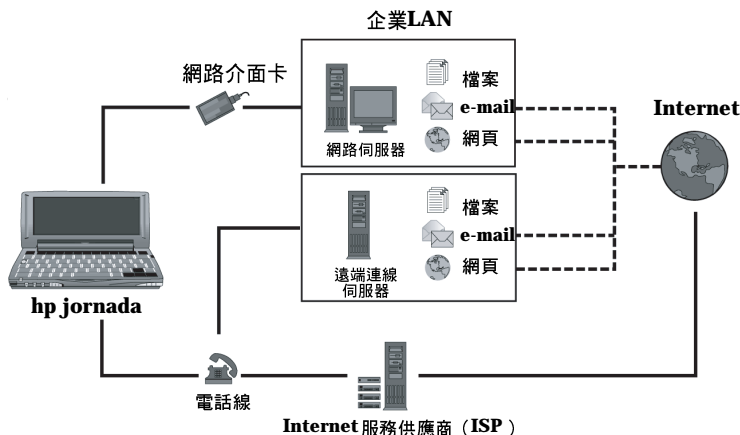 企業LAN
網路介面卡
檔案
e-mail
網頁
網路伺服器
Internet
檔案
e-mail
網頁
遠端連線
伺服器
hp jornada
電話線
Internet 服務供應商（ISP）